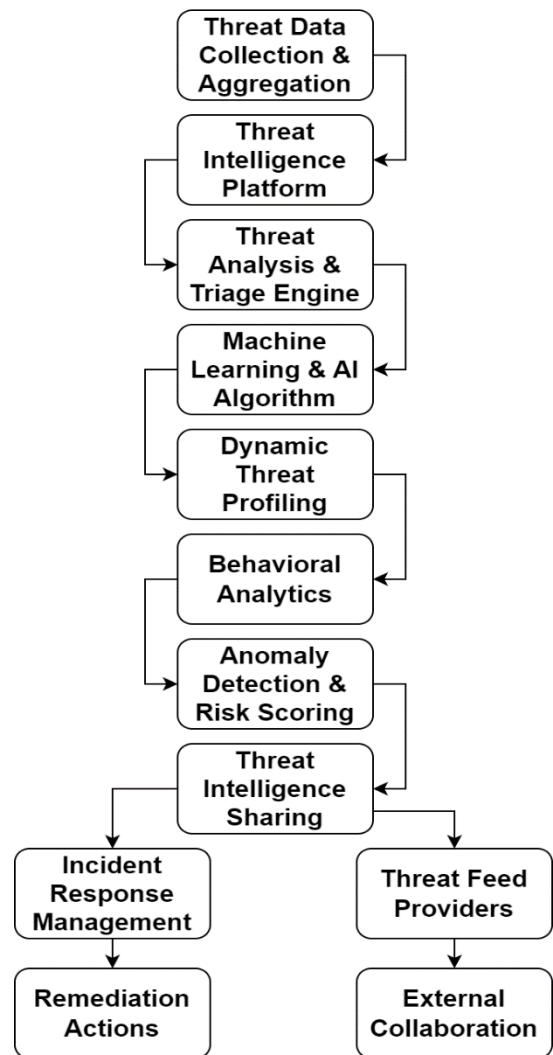 Threat Data
Collection &
Aggregation
Threat
Intelligence
Platform
Threat
Analysis &
Triage Engine
Machine
Learning & AI
Algorithm
Dynamic
Threat
Profiling
Behavioral
Analytics
Anomaly
Detection &
Risk Scoring
Threat
Intelligence
Sharing
Incident
Response
Management
Threat Feed
Providers
Remediation
Actions
External
Collaboration